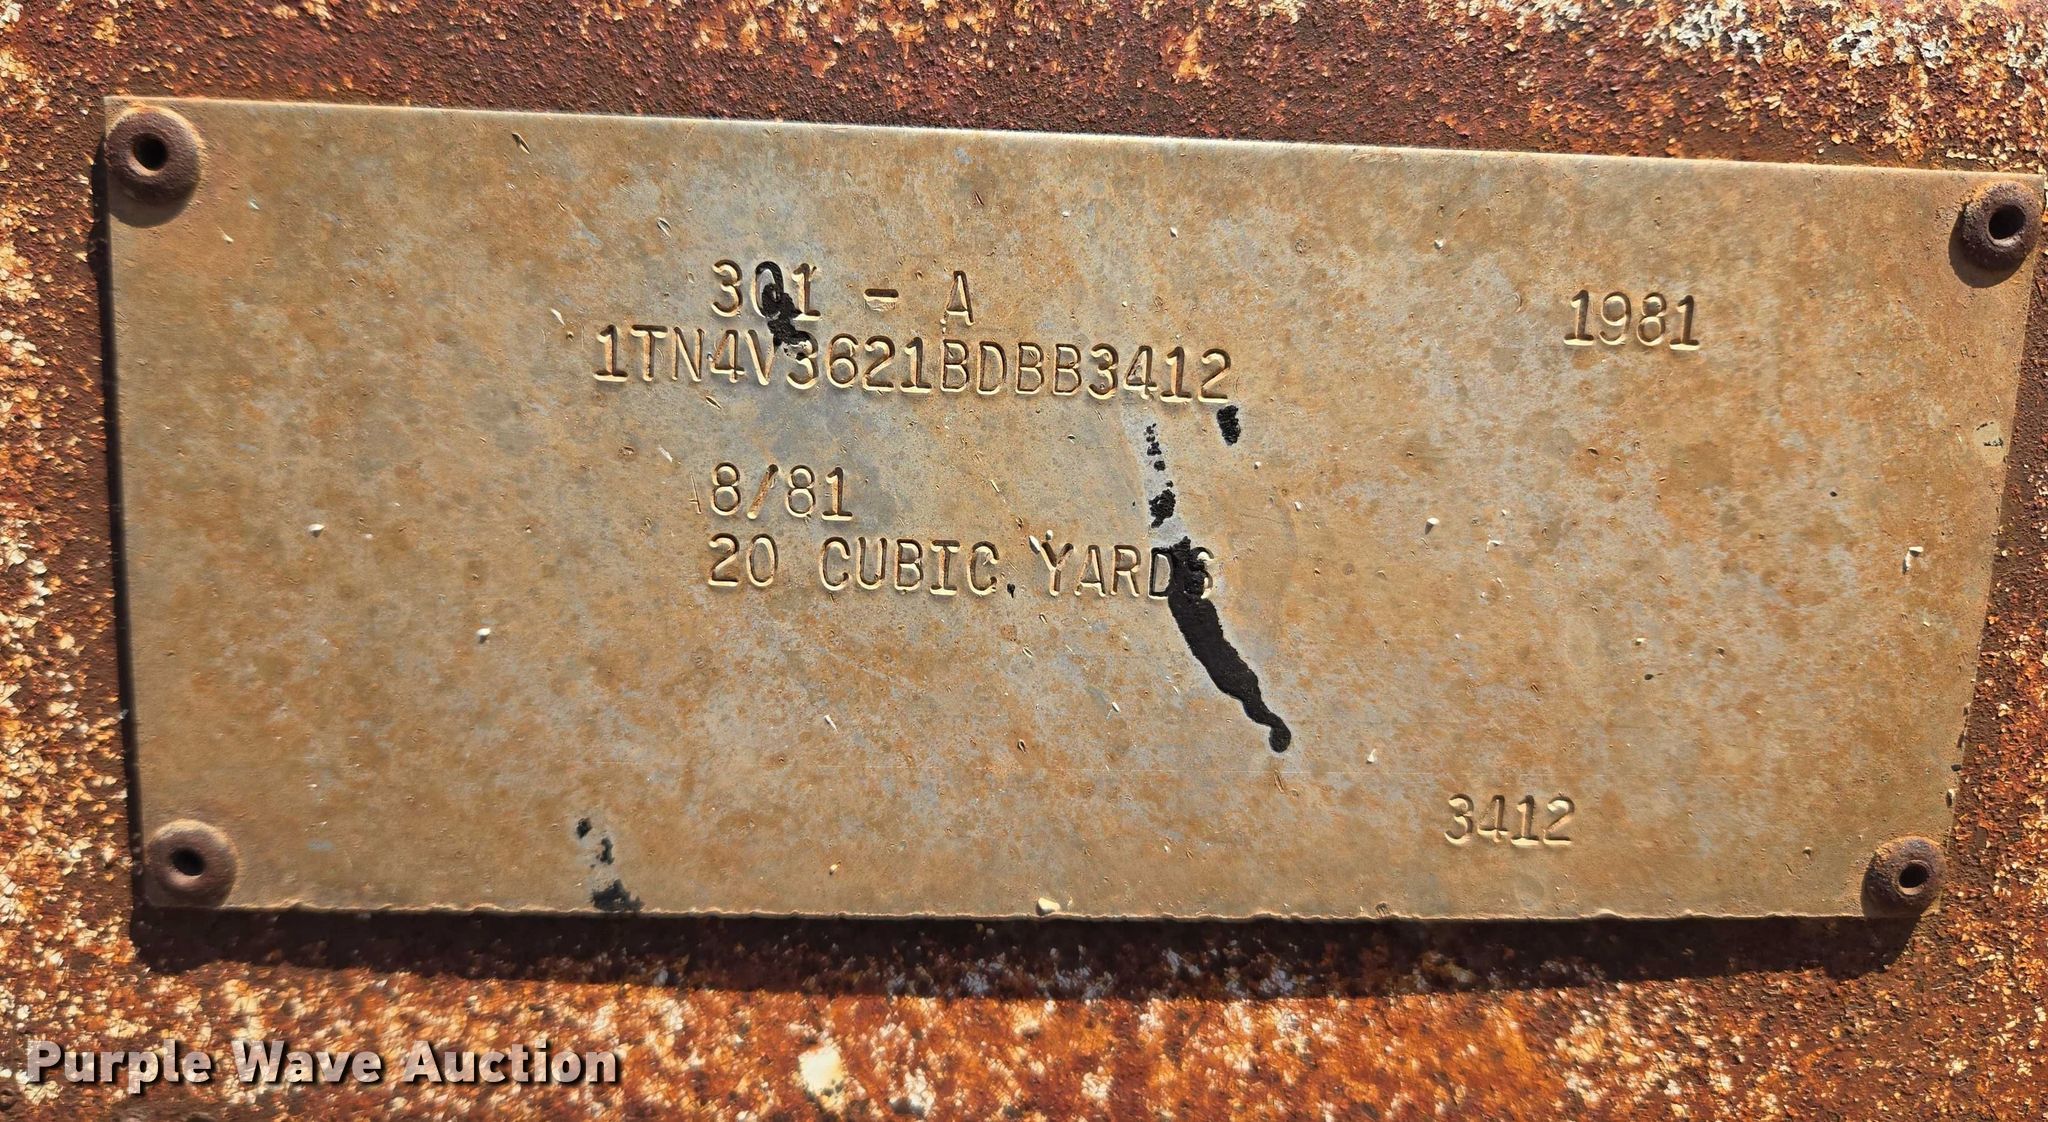 301 - A 1981
1TN4V3621BDBB3412
8/81
20 CUBIC YARDS
3412
Purple Wave Auction